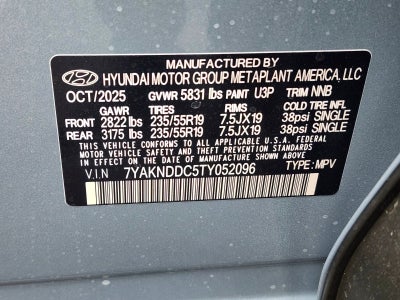 MANUFACTURED BY
HYUNDAI MOTOR GROUP METAPLANT AMERICA, LLC
OCT/2025 GVWR 5831 lbs PAINT U3P TRIM NNB
GAWR TIRES RIMS COLD TIRE INFL
FRONT 2822 lbs 235/55R19 7.5JX19 38psi SINGLE
REAR 3175 lbs 235/55R19 7.5JX19 38psi SINGLE
THIS VEHICLE CONFORMS TO ALL APPLICABLE U.S.A. FEDERAL
MOTOR VEHICLE SAFETY AND THEFT PREVENTION STANDARDS
IN EFFECT ON THE DATE OF MANUFACTURE SHOWN ABOVE.
V.I.N 7YAKNDDC5TY052096 TYPE: MPV